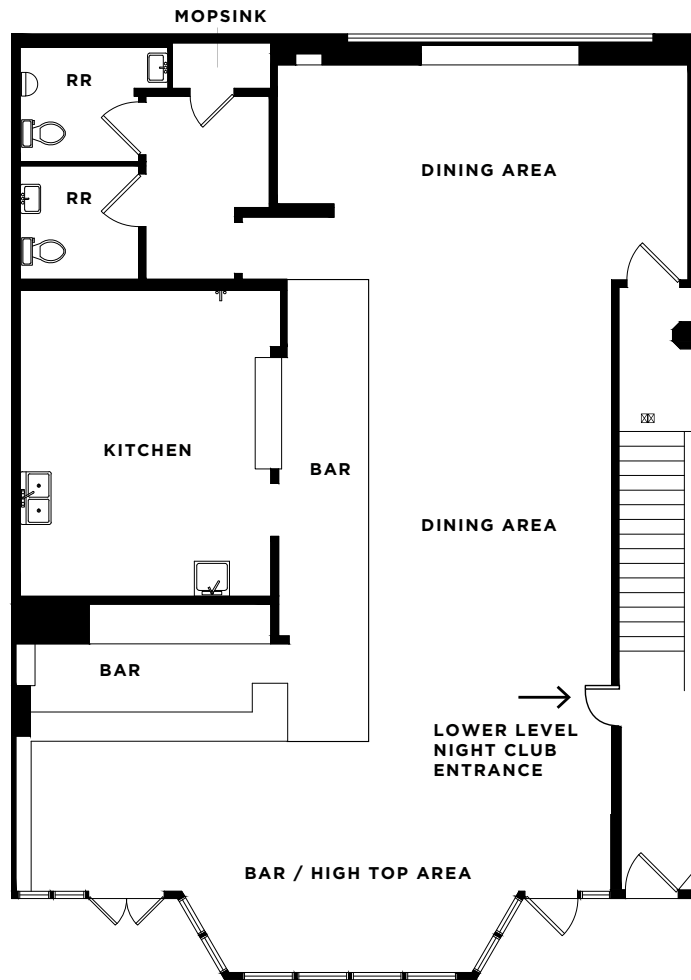 MOPSINK
RR
DINING AREA
RR
KITCHEN
BAR
DINING AREA
BAR
LOWER LEVEL
NIGHT CLUB
ENTRANCE
BAR / HIGH TOP AREA